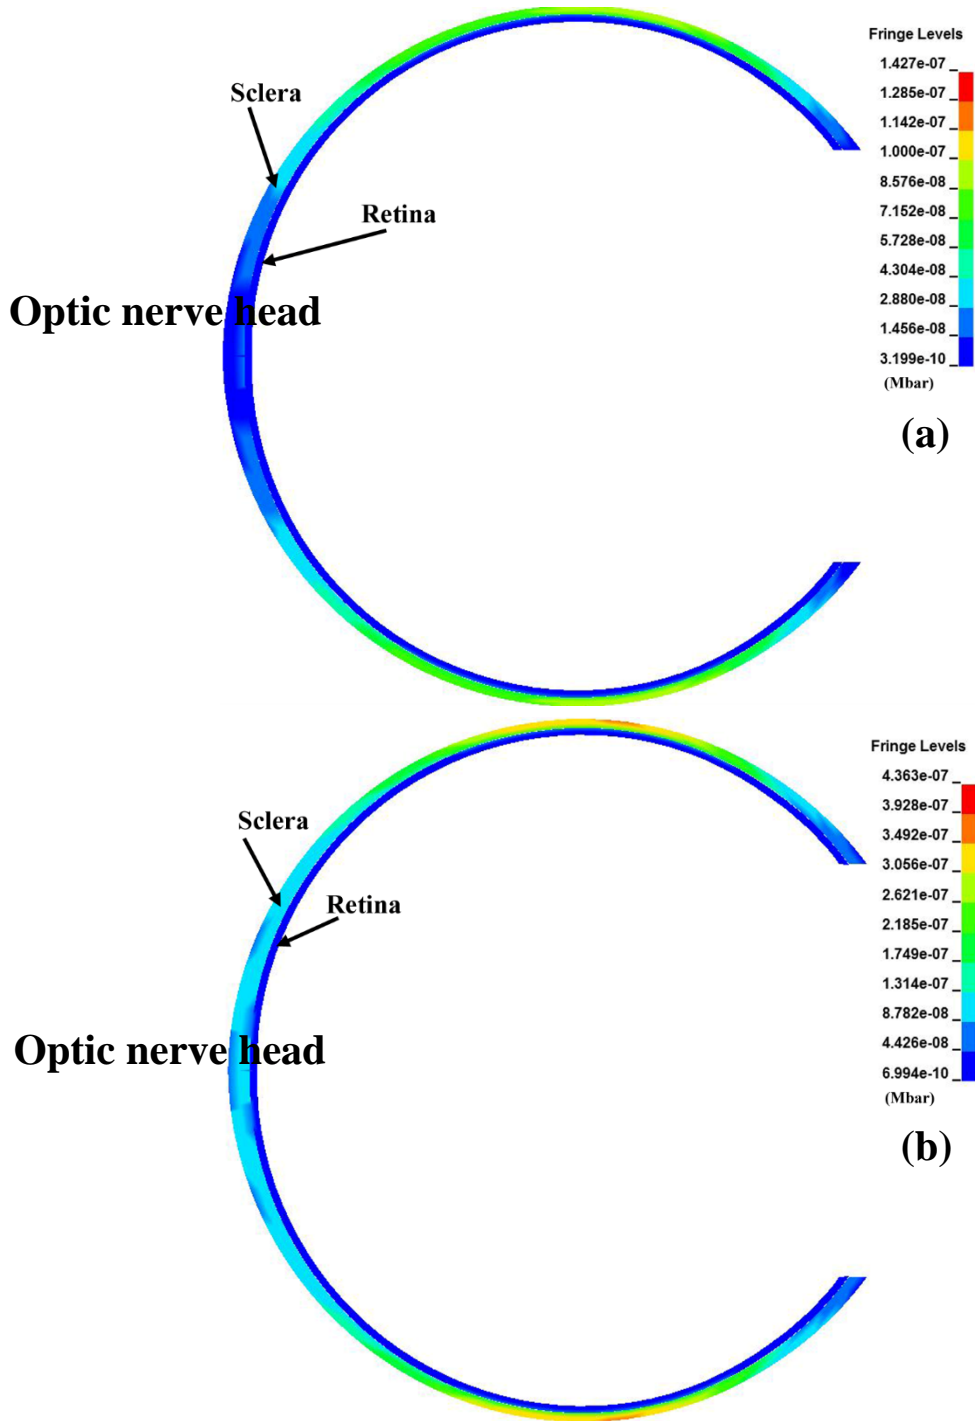 Fringe Levels
1.427e-07
1.285e-07
1.142e-07
1.000e-07
8.576e-08
7.152e-08
5.728e-08
4.304e-08
2.880e-08
1.456e-08
3.199e-10
(Mbar)
Sclera
Retina
Optic nerve head
(a)
Fringe Levels
4.363e-07
3.928e-07
3.492e-07
3.056e-07
2.621e-07
2.185e-07
1.749e-07
1.314e-07
8.782e-08
4.426e-08
6.994e-10
(Mbar)
Sclera
Retina
Optic nerve head
(b)